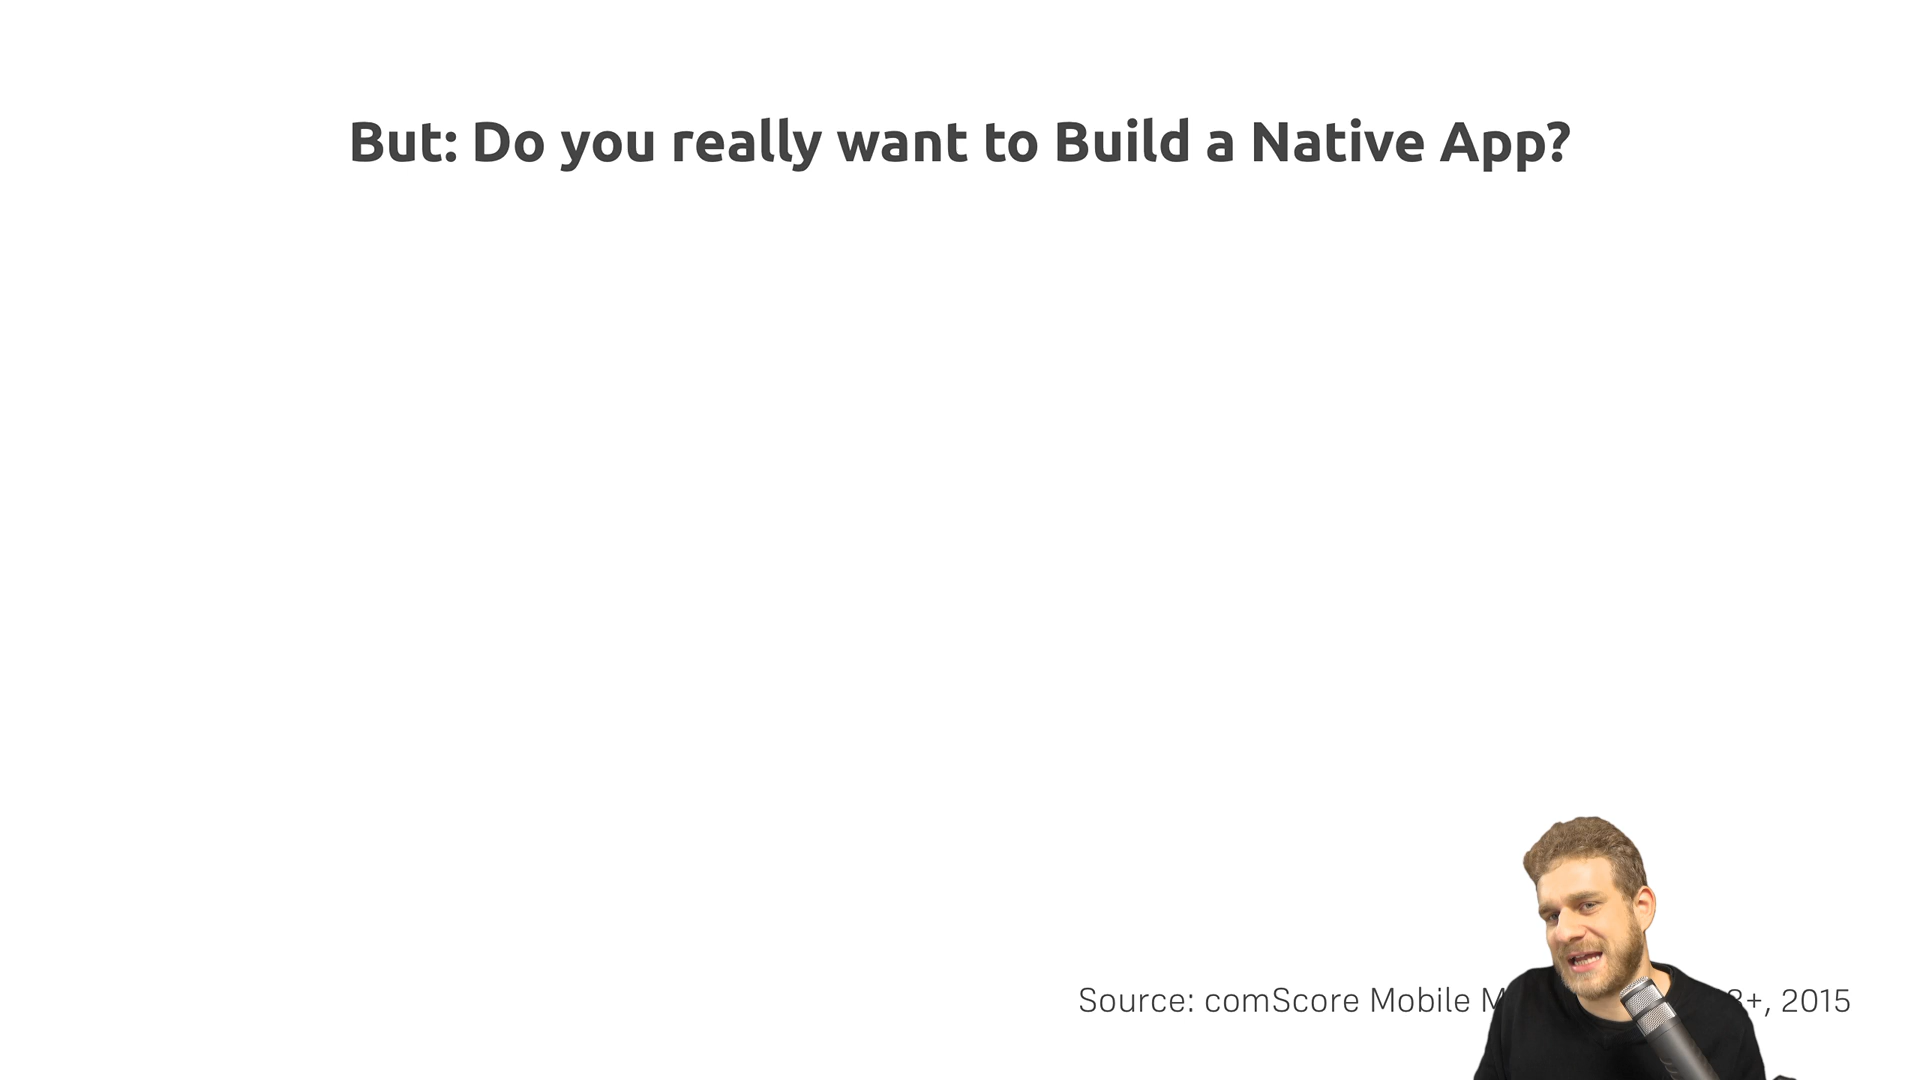 But: Do you really want to Build a Native App?
Source: comScore Mobile +, 2015